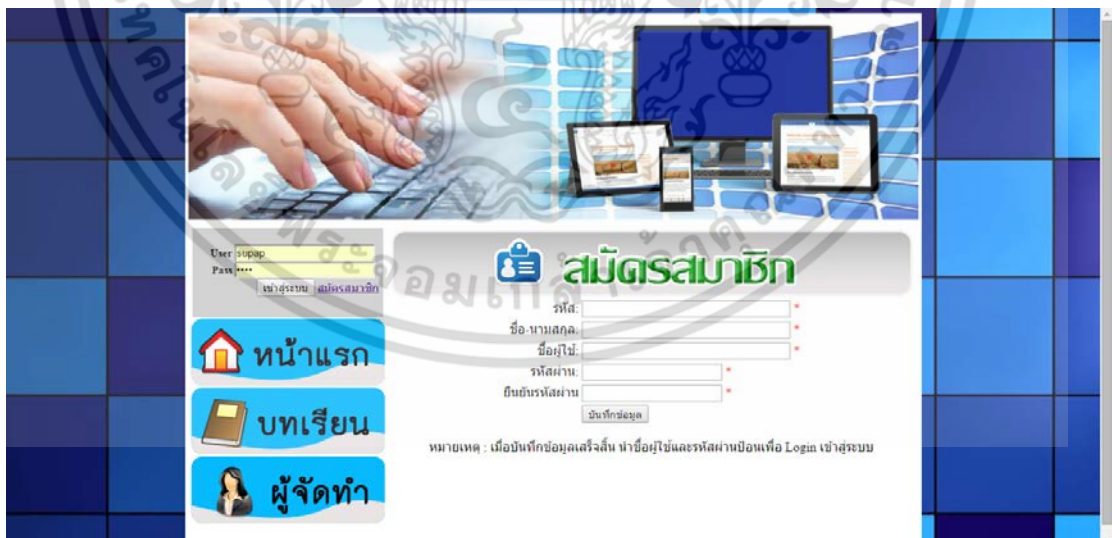 User supap
Pass ••••
เข้าสู่ระบบ สมัครสมาชิก
หน้าแรก
บทเรียน
ผู้จัดทำ
สมัครสมาชิก
รหัส: *
ชื่อ-นามสกุล: *
ชื่อผู้ใช้: *
รหัสผ่าน: *
ยืนยันรหัสผ่าน *
บันทึกข้อมูล
หมายเหตุ : เมื่อบันทึกข้อมูลเสร็จสิ้น นำชื่อผู้ใช้และรหัสผ่านป้อนเพื่อ Login เข้าสู่ระบบ